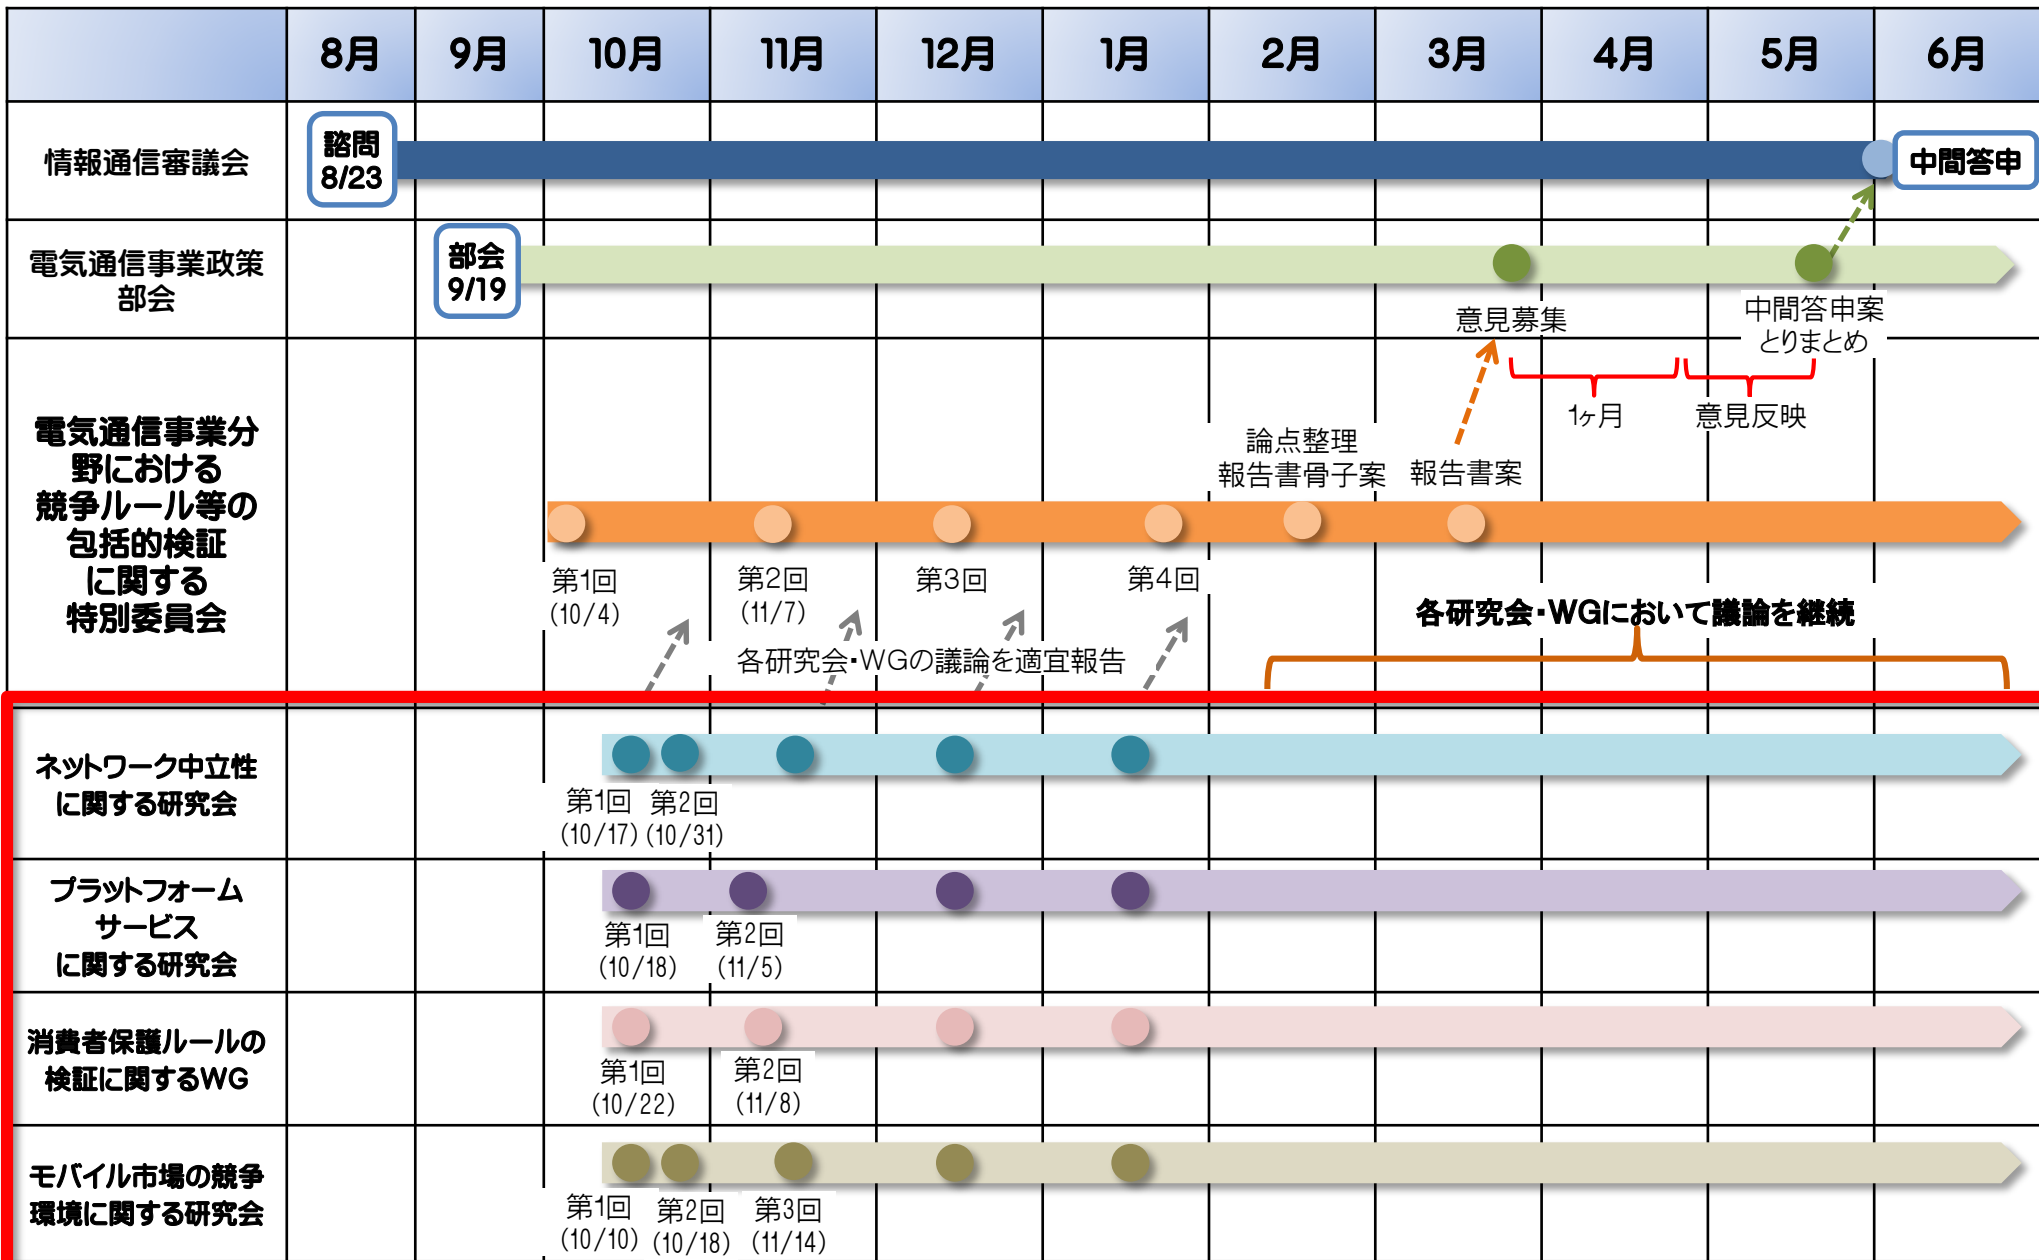 8月 9月 10月 11月 12月 1月 2月 3月 4月 5月 6月
情報通信審議会
諮問
8/23
中間答申
電気通信事業政策
部会
部会
9/19
意見募集
中間答申案
とりまとめ
電気通信事業分
野における
競争ルール等の
包括的検証
に関する
特別委員会
1ヶ月
意見反映
論点整理
報告書骨子案
報告書案
第1回
(10/4)
第2回
(11/7)
第3回
第4回
各研究会・WGの議論を適宜報告
各研究会・WGにおいて議論を継続
ネットワーク中立性
に関する研究会
第1回
(10/17)
第2回
(10/31)
プラットフォーム
サービス
に関する研究会
第1回
(10/18)
第2回
(11/5)
消費者保護ルールの
検証に関するWG
第1回
(10/22)
第2回
(11/8)
モバイル市場の競争
環境に関する研究会
第1回
(10/10)
第2回
(10/18)
第3回
(11/14)